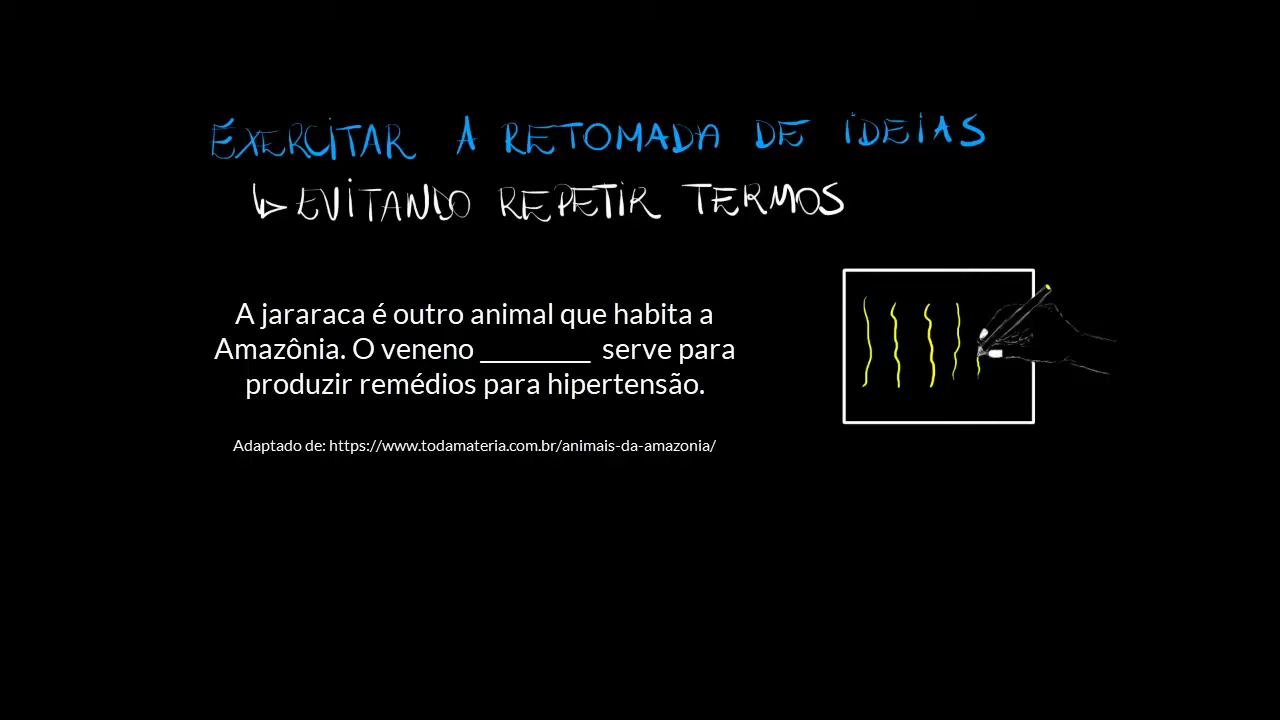 EXERCITAR A RETOMADA DE IDEIAS
EVITANDO REPETIR TERMOS
A jararaca é outro animal que habita a
Amazônia. O veneno _________ serve para
produzir remédios para hipertensão.
Adaptado de: https://www.todamateria.com.br/animais-da-amazonia/